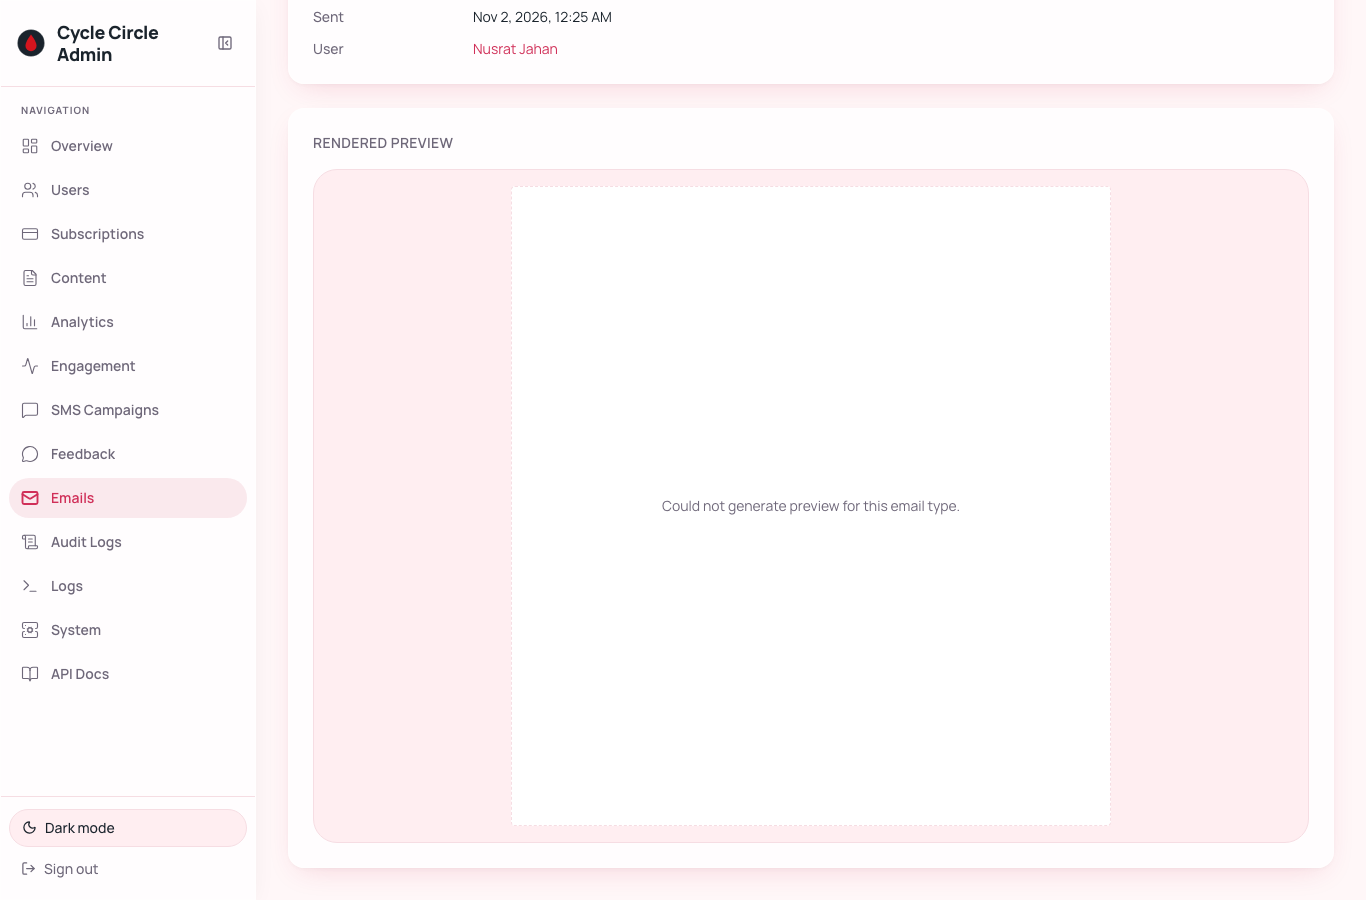 Cycle Circle
Admin
NAVIGATION
Overview
Users
Subscriptions
Content
Analytics
Engagement
SMS Campaigns
Feedback
Emails
Audit Logs
Logs
System
API Docs
Dark mode
Sign out
Sent Nov 2, 2026, 12:25 AM
User Nusrat Jahan
RENDERED PREVIEW
Could not generate preview for this email type.